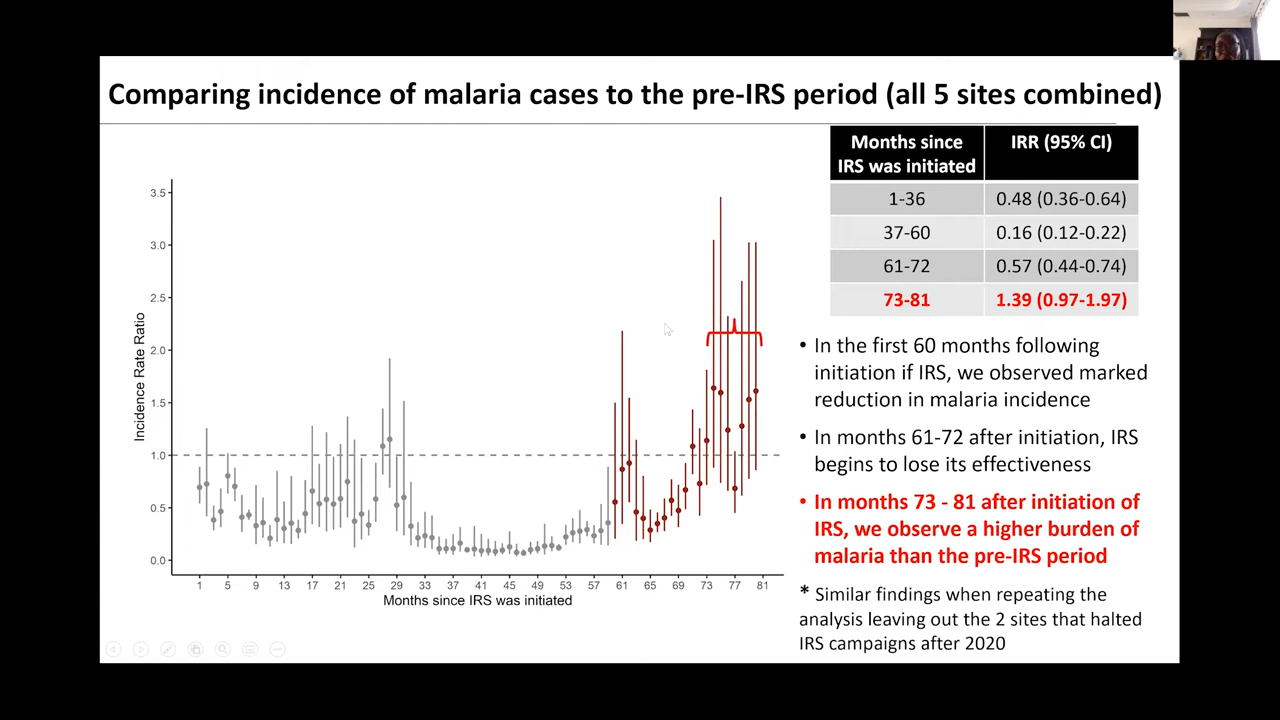 Comparing incidence of malaria cases to the pre-IRS period (all 5 sites combined)
Months since
IRS was initiated
IRR (95% CI)
1-36
0.48 (0.36-0.64)
37-60
0.16 (0.12-0.22)
61-72
0.57 (0.44-0.74)
73-81
1.39 (0.97-1.97)
Incidence Rate Ratio
3.5
3.0
2.5
2.0
1.5
1.0
0.5
0.0
1 5 9 13 17 21 25 29 33 37 41 45 49 53 57 61 65 69 73 77 81
Months since IRS was initiated
• In the first 60 months following
initiation if IRS, we observed marked
reduction in malaria incidence
• In months 61-72 after initiation, IRS
begins to lose its effectiveness
• In months 73 - 81 after initiation of
IRS, we observe a higher burden of
malaria than the pre-IRS period
* Similar findings when repeating the
analysis leaving out the 2 sites that halted
IRS campaigns after 2020